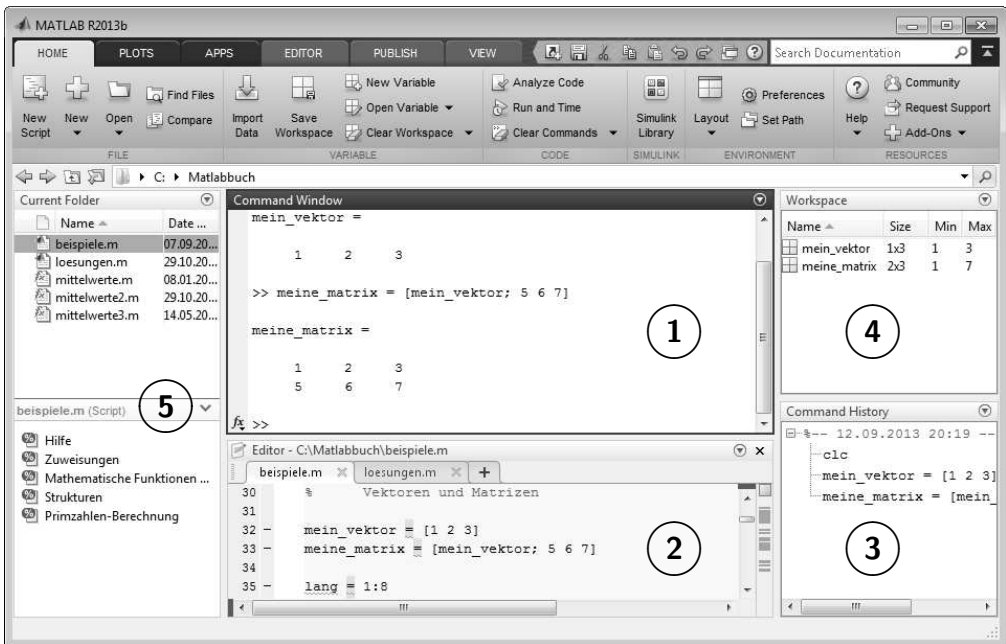 MATLAB R2013b
HOME PLOTS APPS EDITOR PUBLISH VIEW Search Documentation
New Script
New
Open
Find Files
Compare
FILE
Import Data
Save Workspace
New Variable
Open Variable
Clear Workspace
VARIABLE
Analyze Code
Run and Time
Clear Commands
CODE
Simulink Library
SIMULINK
Layout
Preferences
Set Path
ENVIRONMENT
Help
Community
Request Support
Add-Ons
RESOURCES
C: Matlabbuch
Current Folder
Name Date ...
beispiele.m 07.09.20...
loesungen.m 29.10.20...
mittelwerte.m 08.01.20...
mittelwerte2.m 29.10.20...
mittelwerte3.m 14.05.20...
beispiele.m (Script)
5
Hilfe
Zuweisungen
Mathematische Funktionen ...
Strukturen
Primzahlen-Berechnung
Command Window
mein_vektor =
1 2 3
>> meine_matrix = [mein_vektor; 5 6 7]
meine_matrix =
1 2 3
5 6 7
fx >>
1
Editor - C:\Matlabbuch\beispiele.m
beispiele.m loesungen.m
30 % Vektoren und Matrizen
31
32 - mein_vektor = [1 2 3]
33 - meine_matrix = [mein_vektor; 5 6 7]
34
35 - lang = 1:8
2
Workspace
Name Size Min Max
mein_vektor 1x3 1 3
meine_matrix 2x3 1 7
4
Command History
%-- 12.09.2013 20:19 --
clc
mein_vektor = [1 2 3]
meine_matrix = [mein_
3